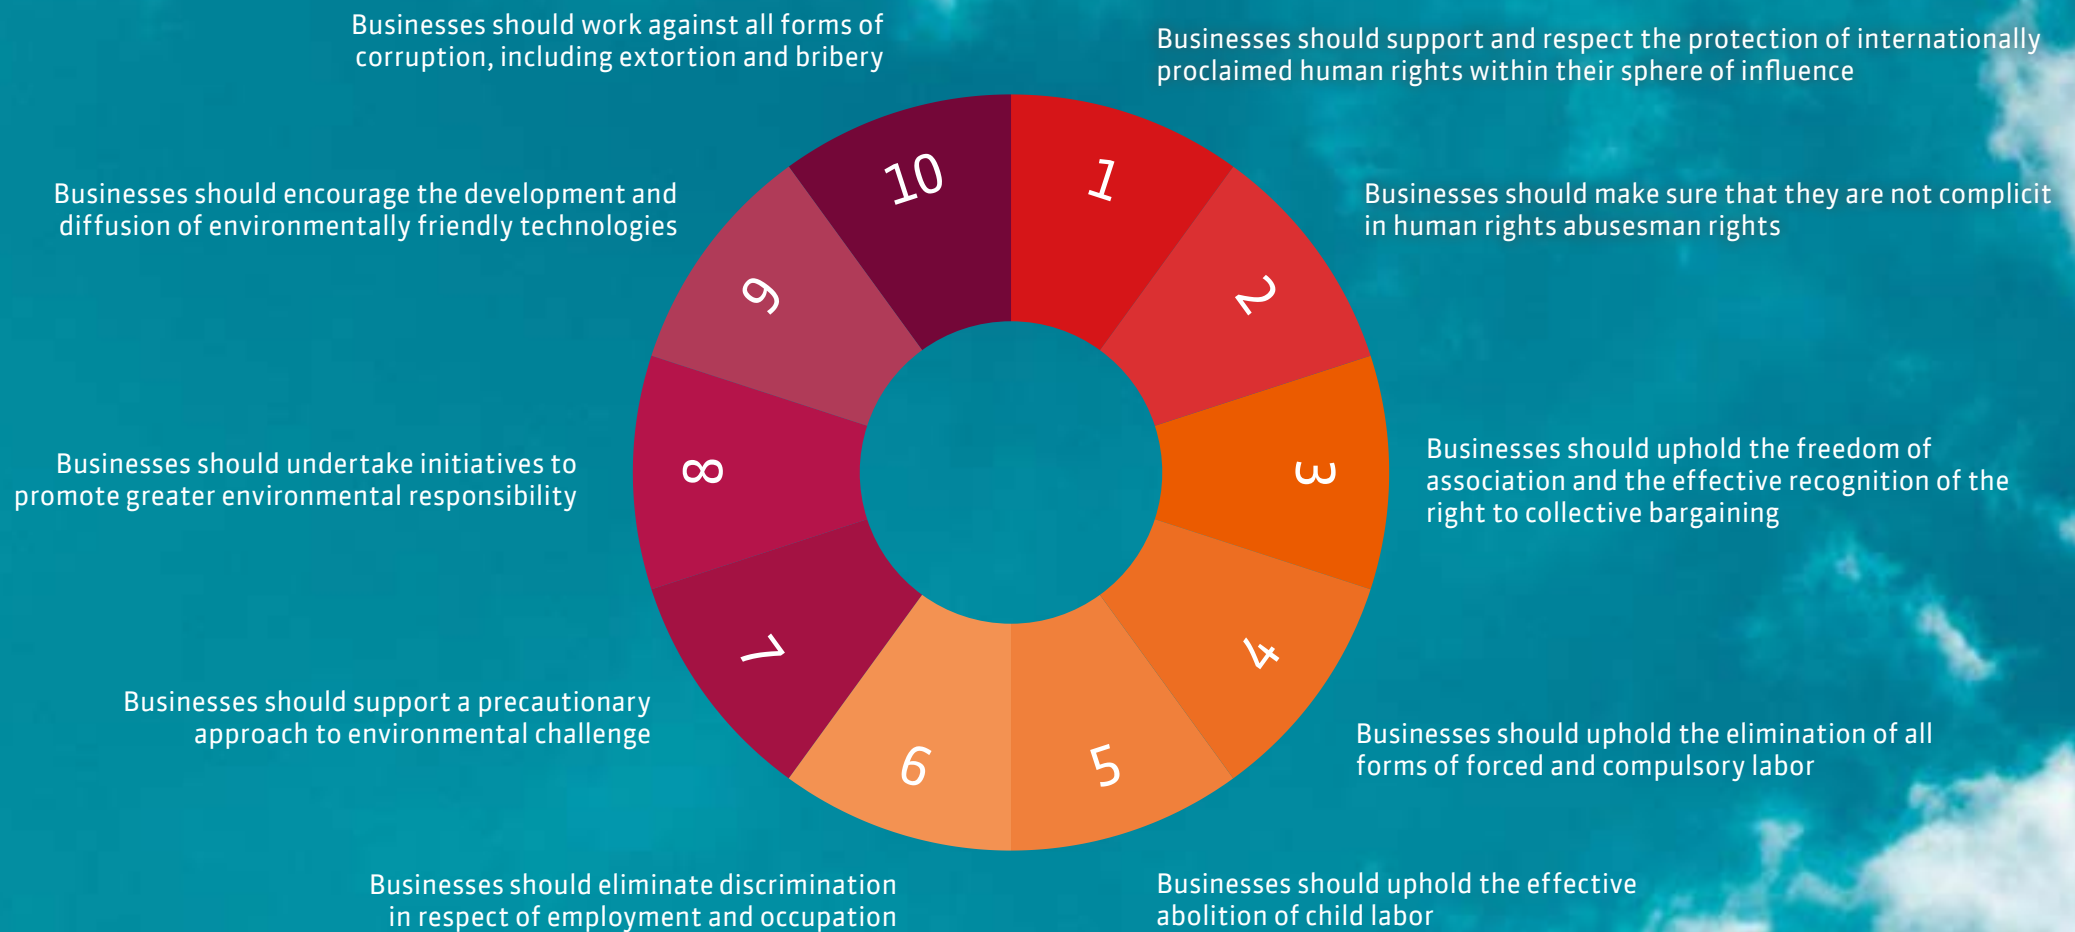 Businesses should work against all forms of
corruption, including extortion and bribery
Businesses should support and respect the protection of internationally
proclaimed human rights within their sphere of influence
10
1
Businesses should encourage the development and
diffusion of environmentally friendly technologies
Businesses should make sure that they are not complicit
in human rights abusesman rights
9
2
Businesses should undertake initiatives to
promote greater environmental responsibility
8
3
Businesses should uphold the freedom of
association and the effective recognition of the
right to collective bargaining
7
4
Businesses should support a precautionary
approach to environmental challenge
Businesses should uphold the elimination of all
forms of forced and compulsory labor
6
5
Businesses should eliminate discrimination
in respect of employment and occupation
Businesses should uphold the effective
abolition of child labor